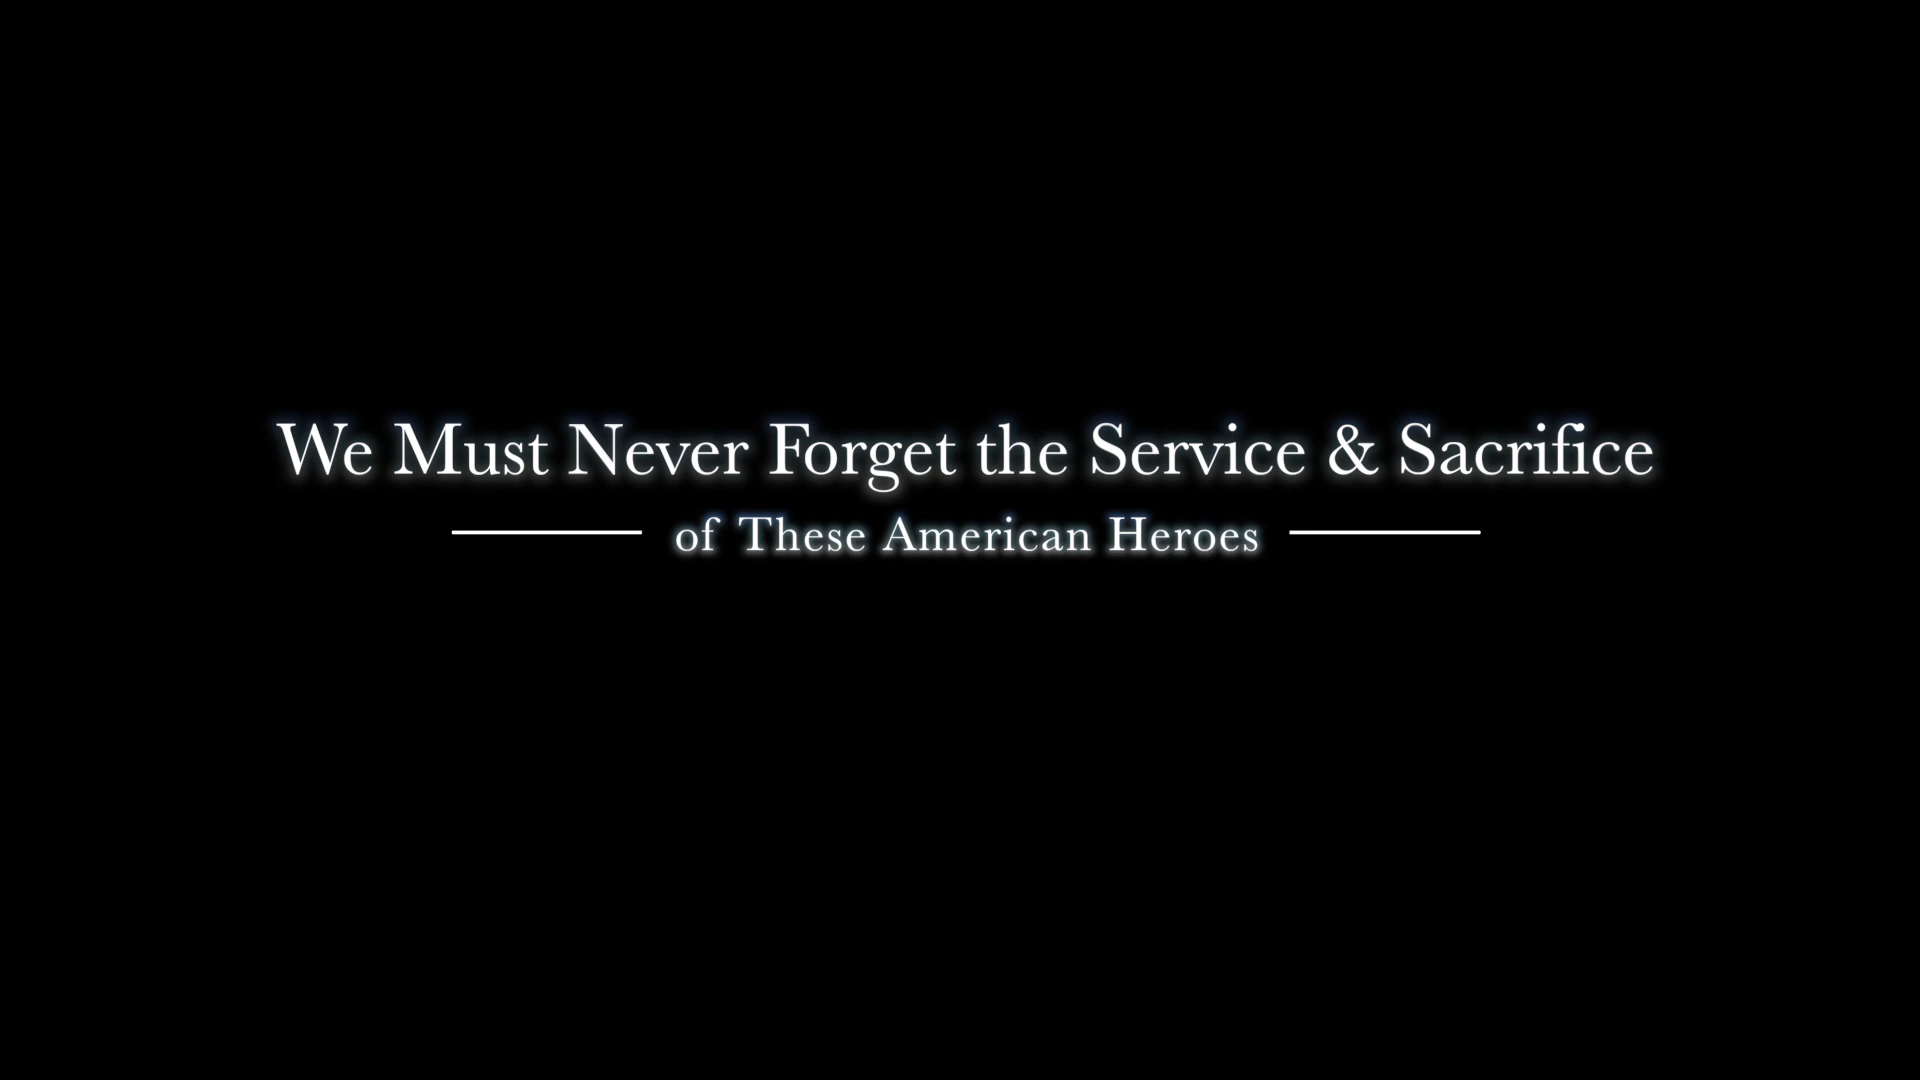 We Must Never Forget the Service & Sacrifice
of These American Heroes